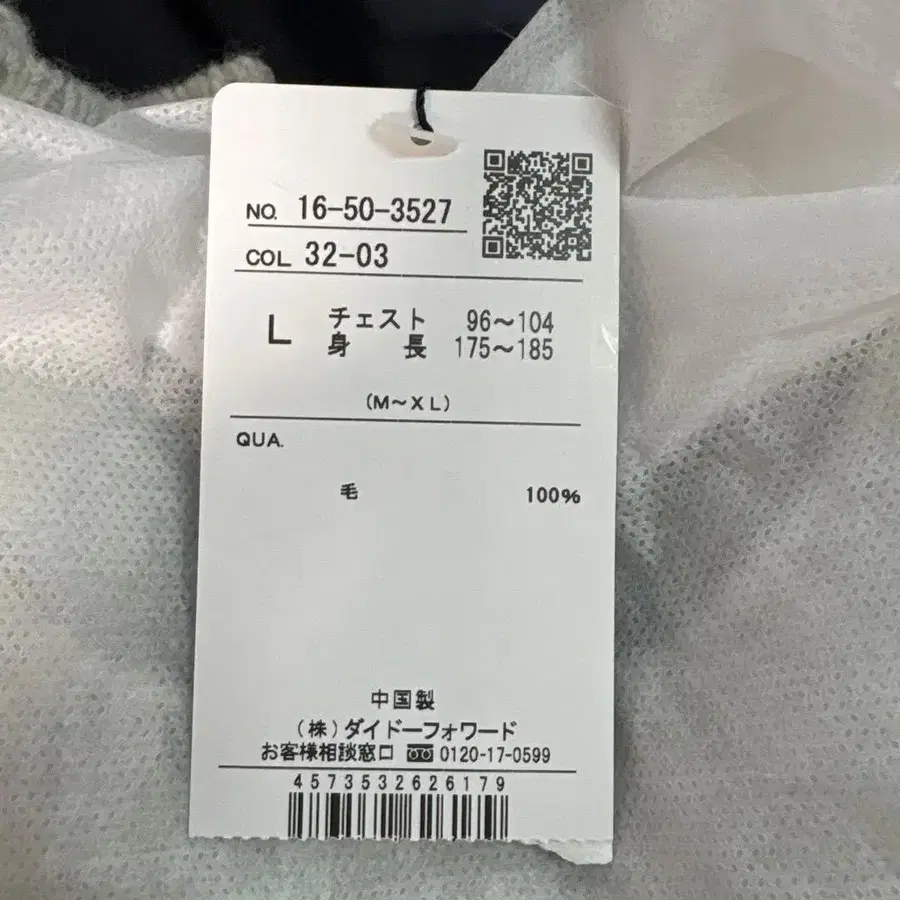 NO. 16-50-3527
COL 32-03
L チェスト 96～104
身長 175～185
(M～XL)
QUA.
毛 100%
中国製
(株)ダイドーフォワード
お客様相談窓口 0120-17-0599
4573532626179